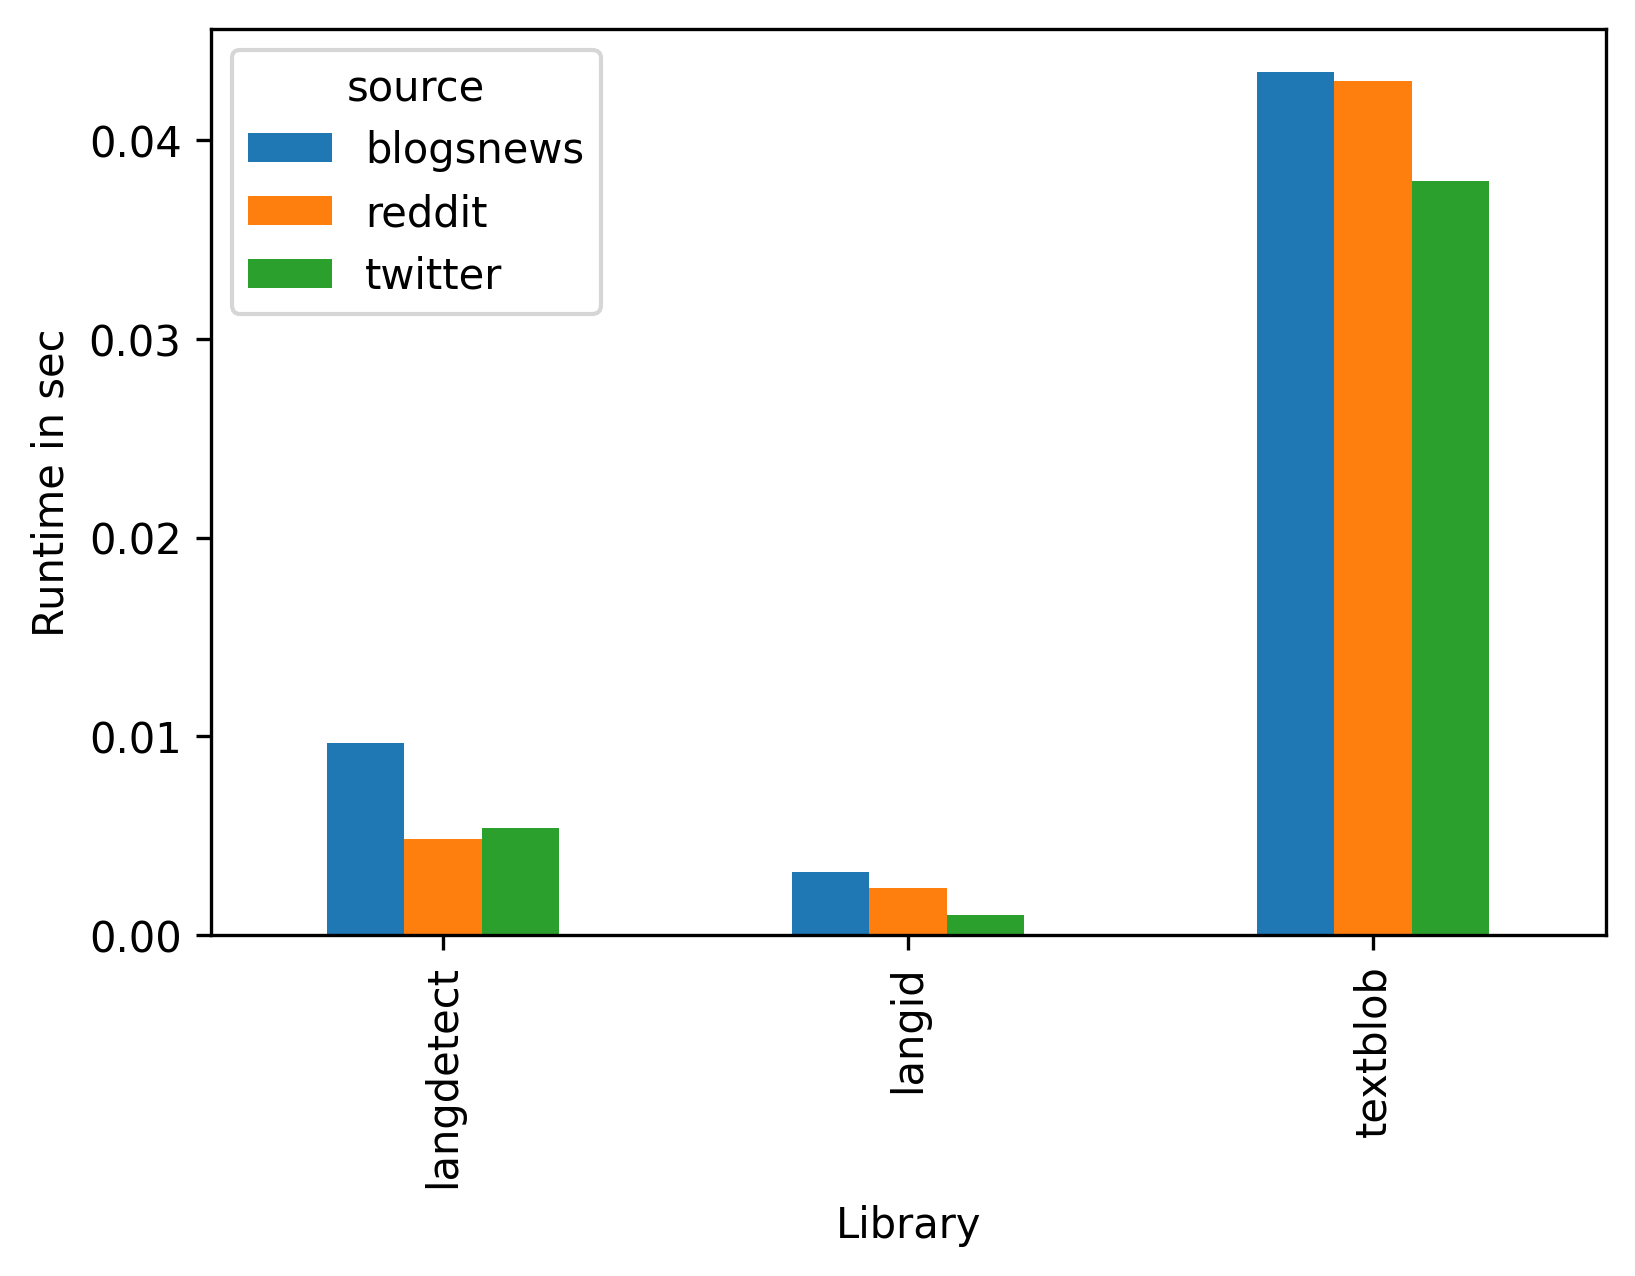 source
blogsnews
reddit
twitter
0.04
0.03
0.02
0.01
0.00
Runtime in sec
langdetect
langid
textblob
Library